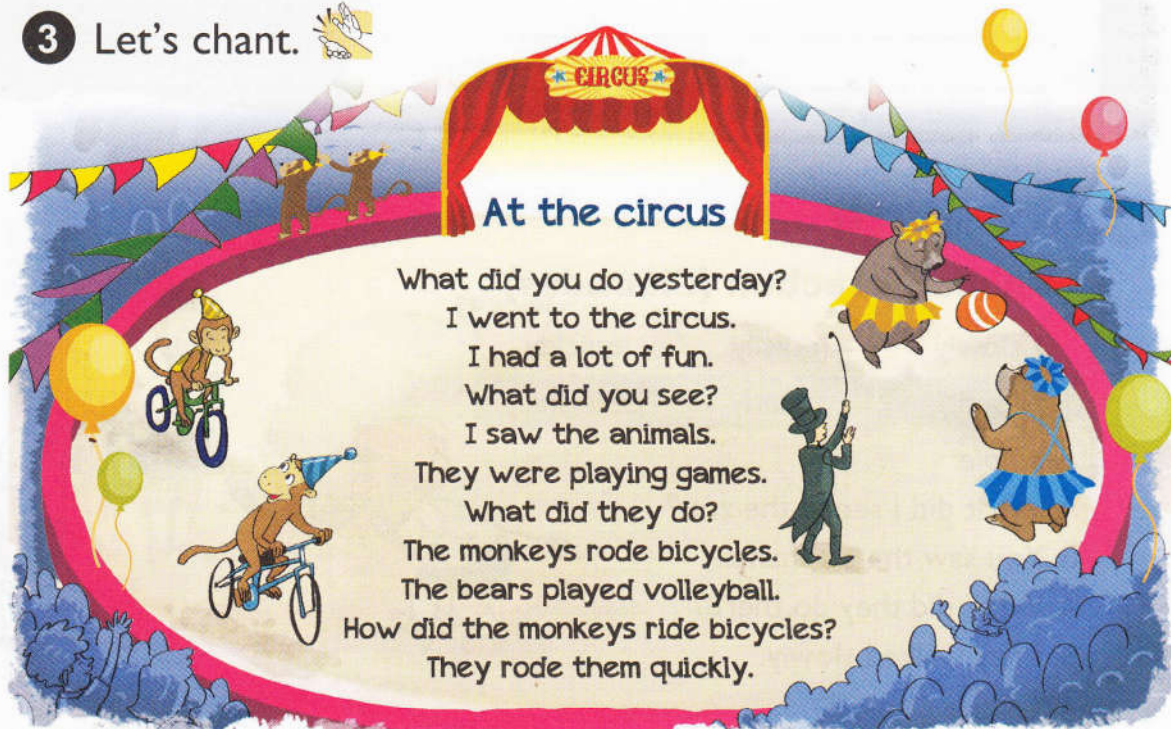 3 Let's chant.
CIRCUS
At the circus
What did you do yesterday?
I went to the circus.
I had a lot of fun.
What did you see?
I saw the animals.
They were playing games.
What did they do?
The monkeys rode bicycles.
The bears played volleyball.
How did the monkeys ride bicycles?
They rode them quickly.